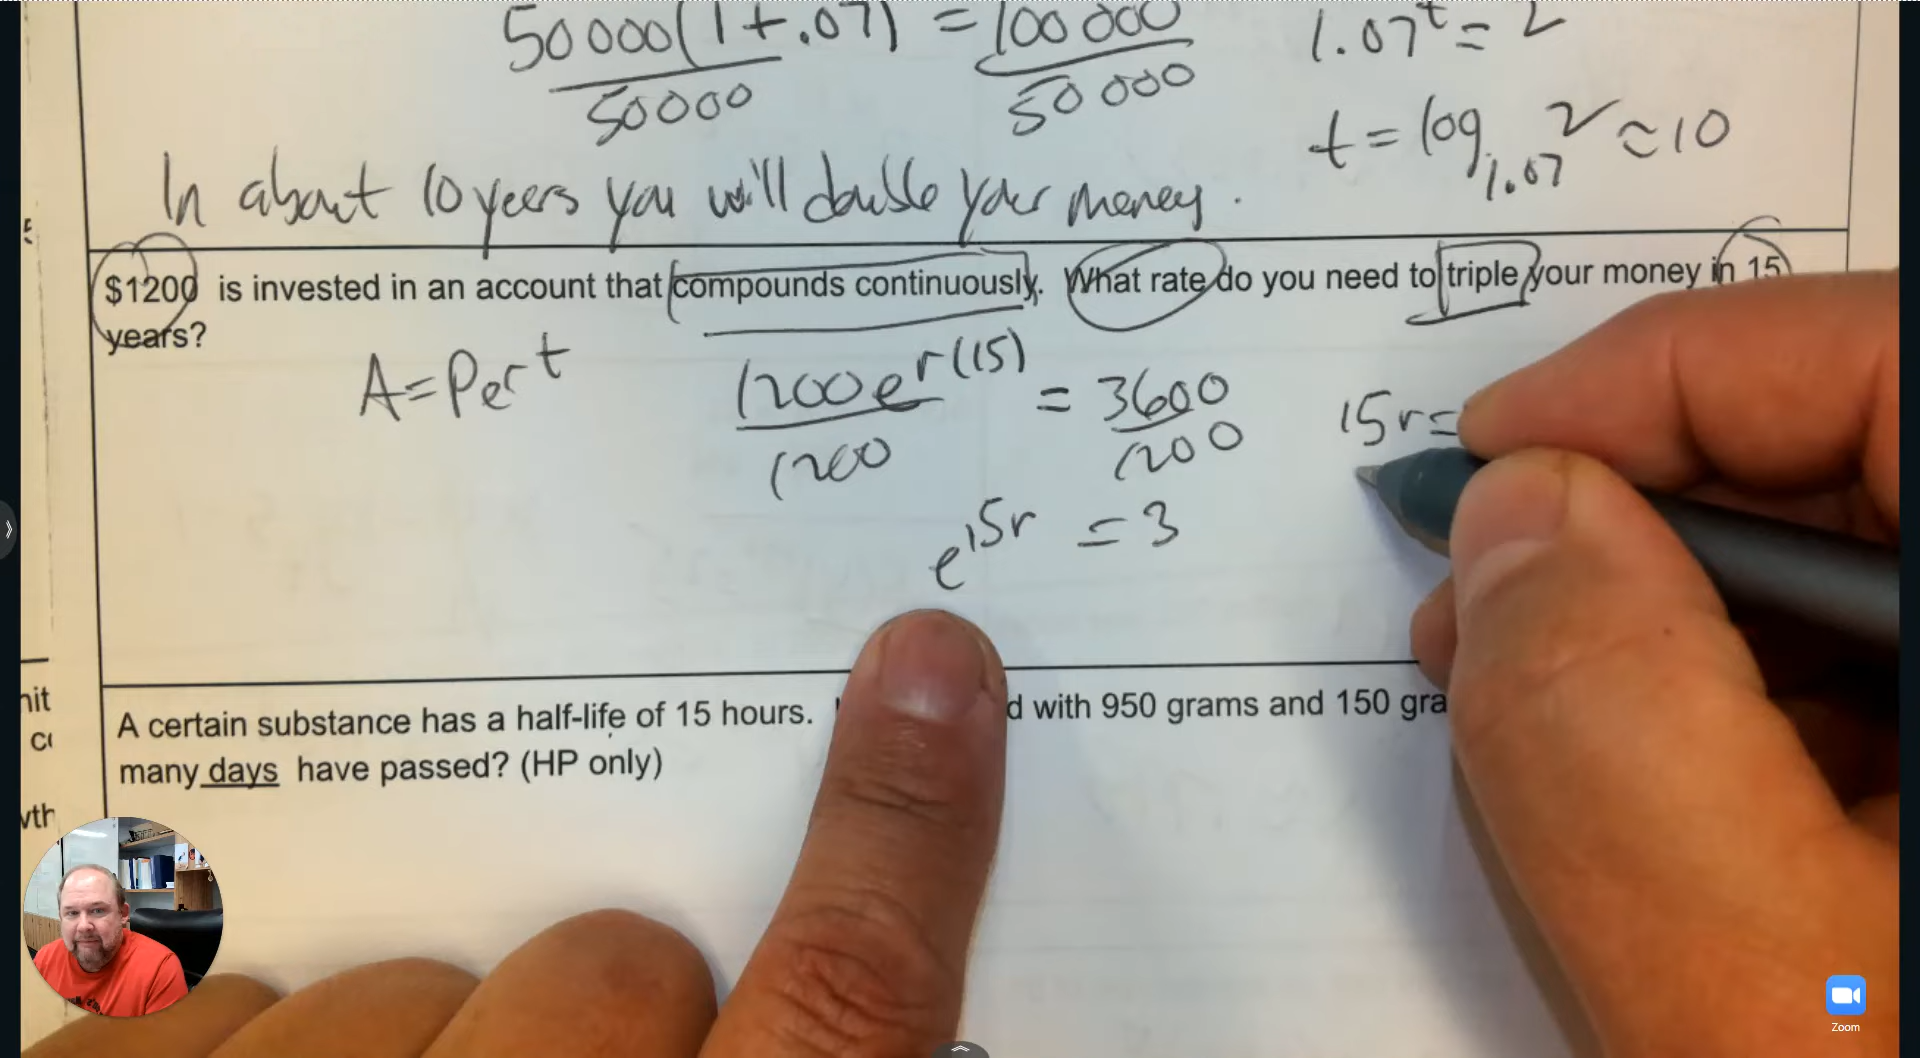 50000(1+.07) = 100000
50000 50000
1.07^t = 2
t = log_1.07 2 ≈ 10
In about 10 yeers you will double your money.
$1200 is invested in an account that compounds continuously. What rate do you need to triple your money in 15
years?
A = Pe^rt
1200e^r(15) = 3600
1200 1200
15r =
e^15r = 3
A certain substance has a half-life of 15 hours. d with 950 grams and 150 gra
many days have passed? (HP only)
nit
vth
Zoom